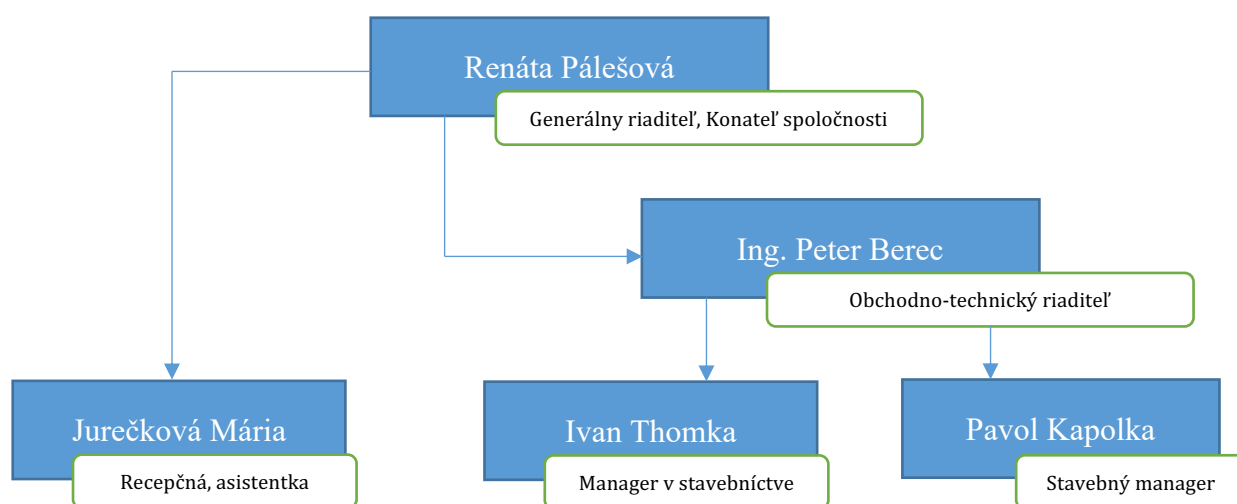 Renáta Pálešová
Generálny riaditeľ, Konateľ spoločnosti
Ing. Peter Berec
Obchodno-technický riaditeľ
Jurečková Mária
Recepčná, asistentka
Ivan Thomka
Manager v stavebníctve
Pavol Kapolka
Stavebný manager